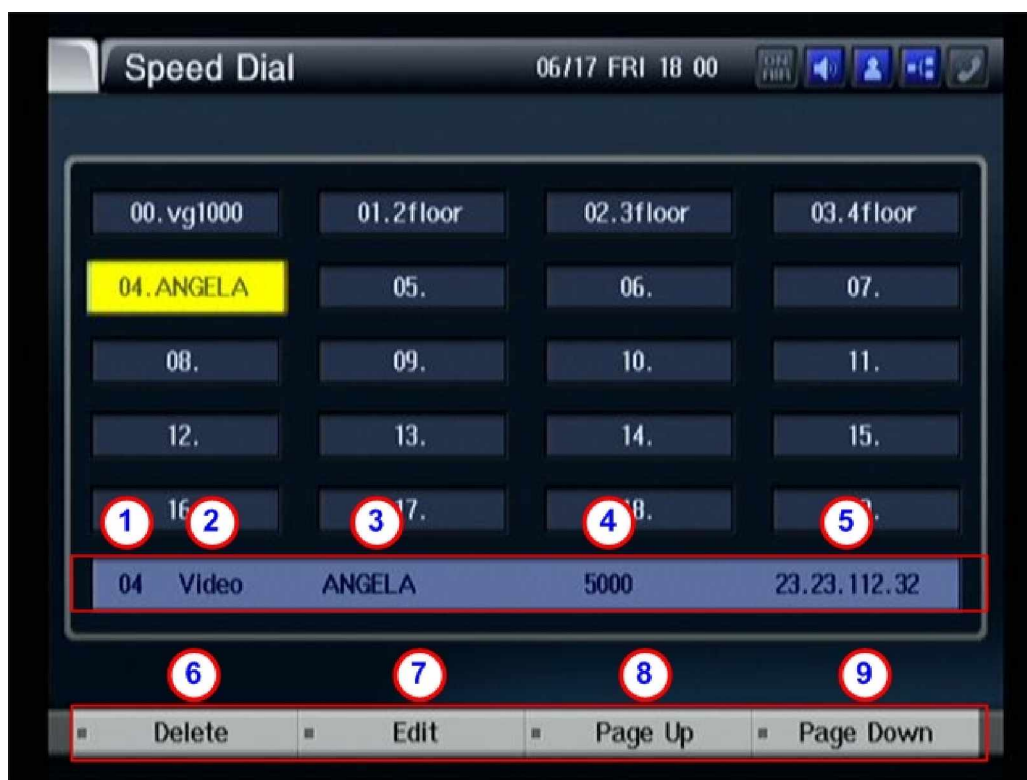 Speed Dial 06/17 FRI 18 00 ON AIR
00.vg1000 01.2floor 02.3floor 03.4floor
04.ANGELA 05. 06. 07.
08. 09. 10. 11.
12. 13. 14. 15.
1 2 3 4 5
04 Video ANGELA 5000 23.23.112.32
6 7 8 9
Delete Edit Page Up Page Down